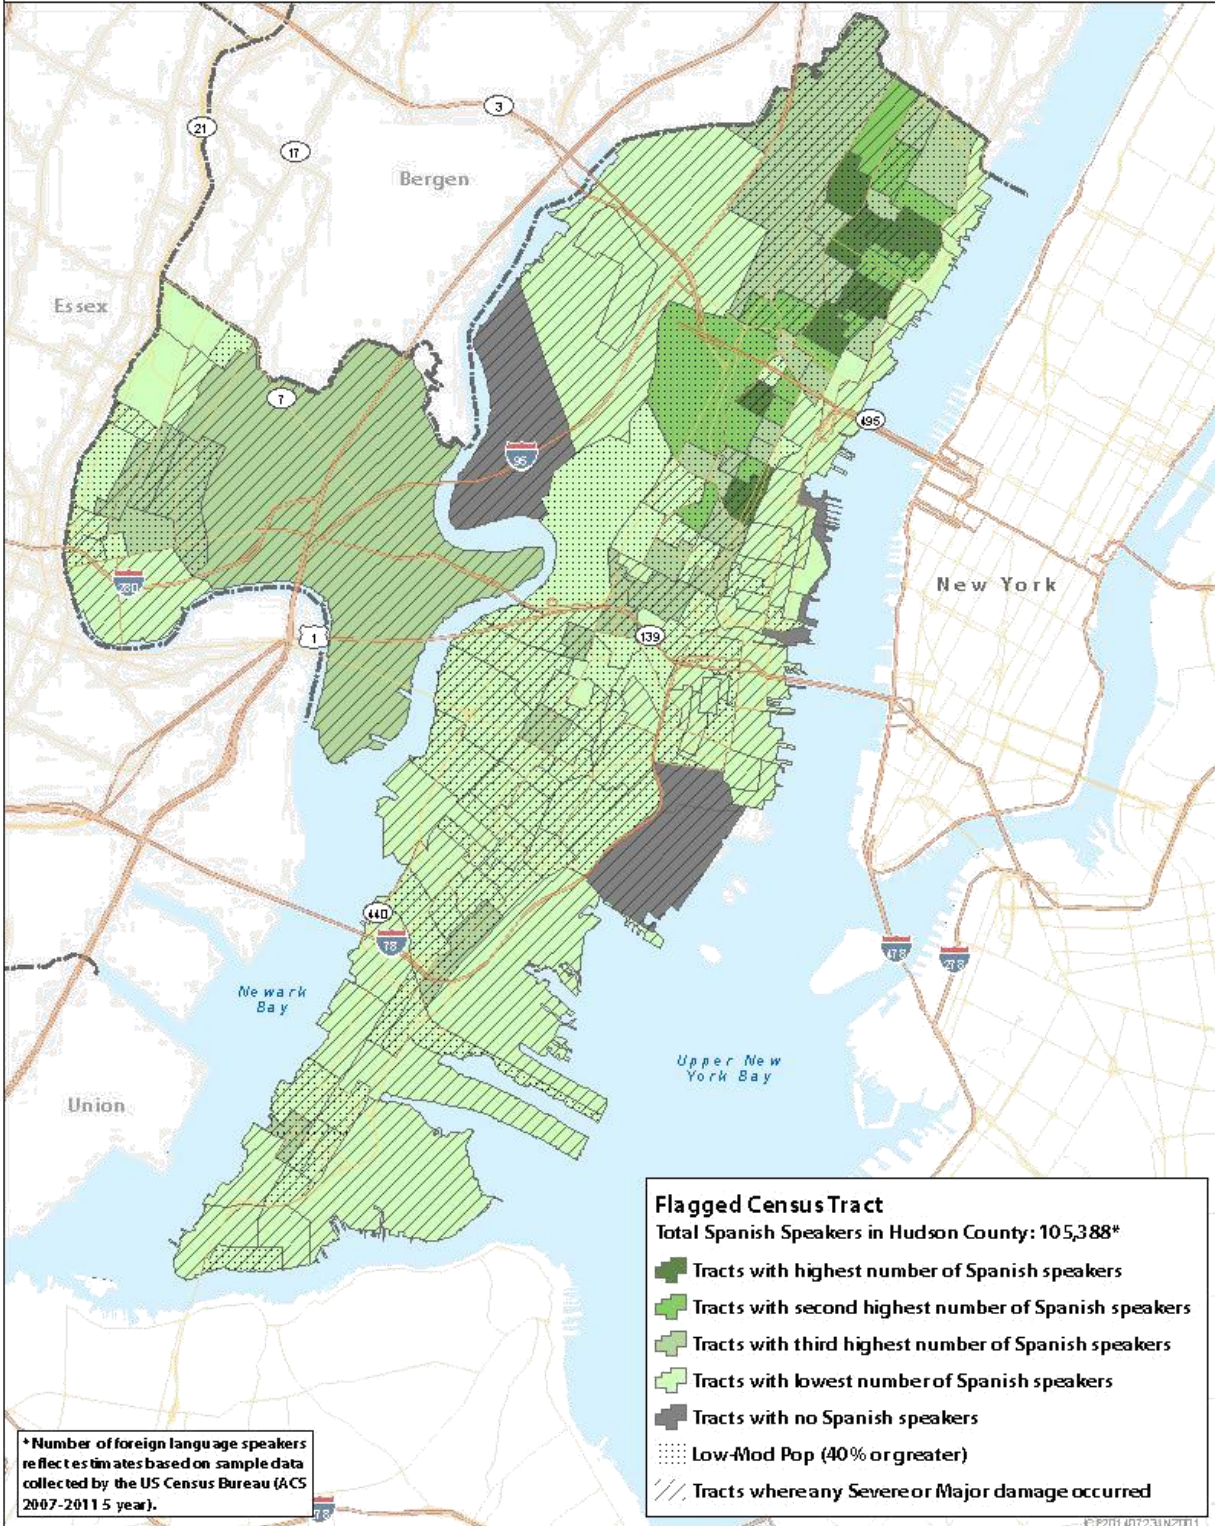 3
21
17
Bergen
Essex
7
95
495
280
New York
1
139
440
78
478
278
Newark
Bay
Upper New
York Bay
Union
Flagged Census Tract
Total Spanish Speakers in Hudson County: 105,388*
Tracts with highest number of Spanish speakers
Tracts with second highest number of Spanish speakers
Tracts with third highest number of Spanish speakers
Tracts with lowest number of Spanish speakers
Tracts with no Spanish speakers
Low-Mod Pop (40% or greater)
Tracts where any Severe or Major damage occurred
*Number of foreign language speakers
reflect estimates based on sample data
collected by the US Census Bureau (ACS
2007-2011 5 year).
78